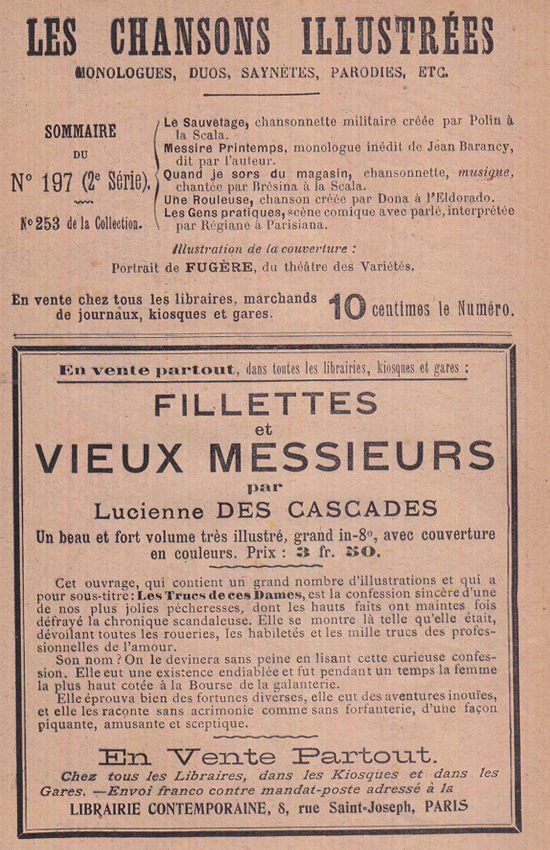 LES CHANSONS ILLUSTRÉES
MONOLOGUES, DUOS, SAYNÈTES, PARODIES, ETC.
SOMMAIRE
DU
N° 197 (2e Série).
N° 253 de la Collection.
Le Sauvetage, chansonnette militaire créée par Polin à
la Scala.
Messire Printemps, monologue inédit de Jean Barancy,
dit par l'auteur.
Quand je sors du magasin, chansonnette, musique,
chantée par Brésina à la Scala.
Une Rouleuse, chanson créée par Dona à l'Eldorado.
Les Gens pratiques, scène comique avec parlé, interprétée
par Régiane à Parisiana.
Illustration de la couverture :
Portrait de FUGÈRE, du théâtre des Variétés.
En vente chez tous les libraires, marchands
de journaux, kiosques et gares.
10 centimes le Numéro.
En vente partout, dans toutes les librairies, kiosques et gares :
FILLETTES
et
VIEUX MESSIEURS
par
Lucienne DES CASCADES
Un beau et fort volume très illustré, grand in-8°, avec couverture
en couleurs. Prix : 3 fr. 50.
Cet ouvrage, qui contient un grand nombre d'illustrations et qui a
pour sous-titre : Les Trucs de ces Dames, est la confession sincère d'une
de nos plus jolies pécheresses, dont les hauts faits ont maintes fois
défrayé la chronique scandaleuse. Elle se montre là telle qu'elle était,
dévoilant toutes les roueries, les habiletés et les mille trucs des profes-
sionnelles de l'amour.
Son nom ? On le devinera sans peine en lisant cette curieuse confes-
sion. Elle eut une existence endiablée et fut pendant un temps la femme
la plus haut cotée à la Bourse de la galanterie.
Elle éprouva bien des fortunes diverses, elle eut des aventures inouïes,
et elle les raconte sans acrimonie comme sans forfanterie, d'une façon
piquante, amusante et sceptique.
En Vente Partout.
Chez tous les Libraires, dans les Kiosques et dans les
Gares. — Envoi franco contre mandat-poste adressé à la
LIBRAIRIE CONTEMPORAINE, 8, rue Saint-Joseph, PARIS